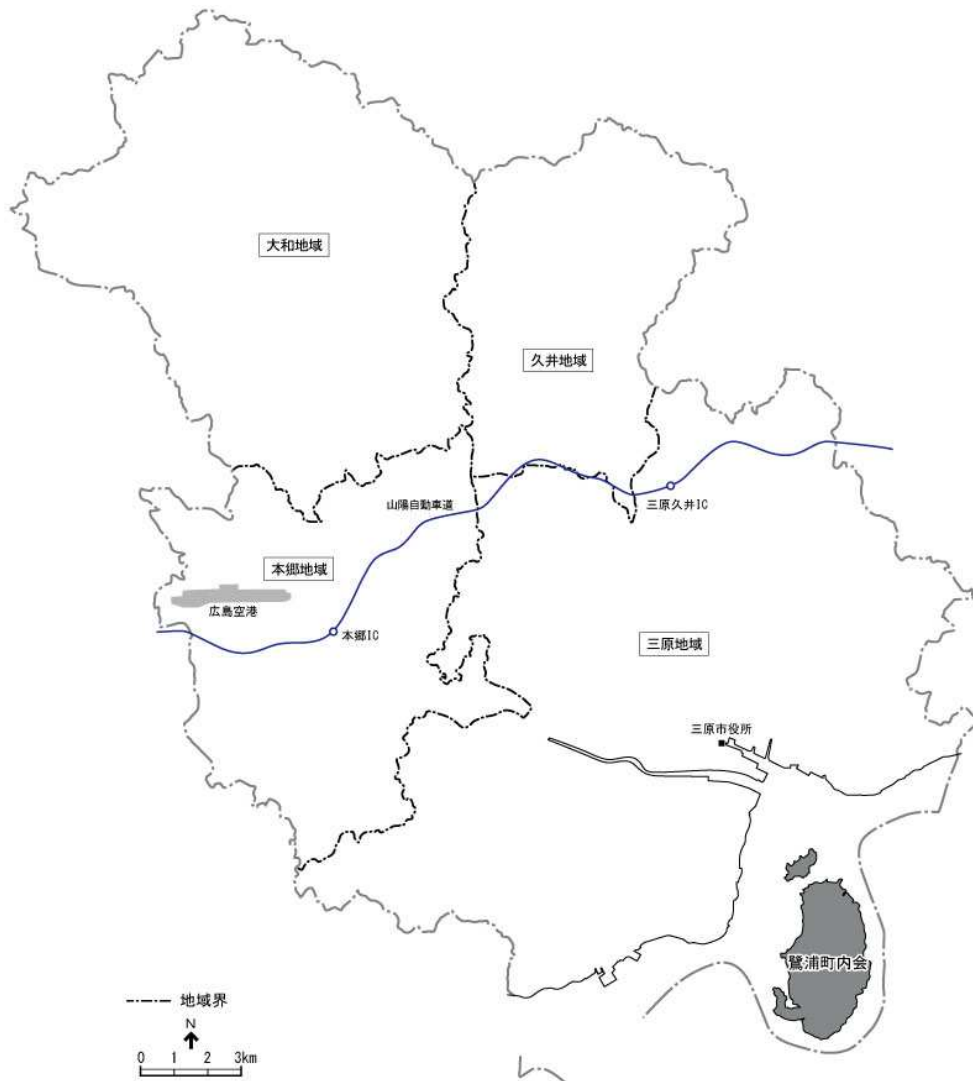 大和地域
久井地域
山陽自動車道
三原久井IC
本郷地域
広島空港
本郷IC
三原地域
三原市役所
鷺浦町内会
地域界
N
0 1 2 3km